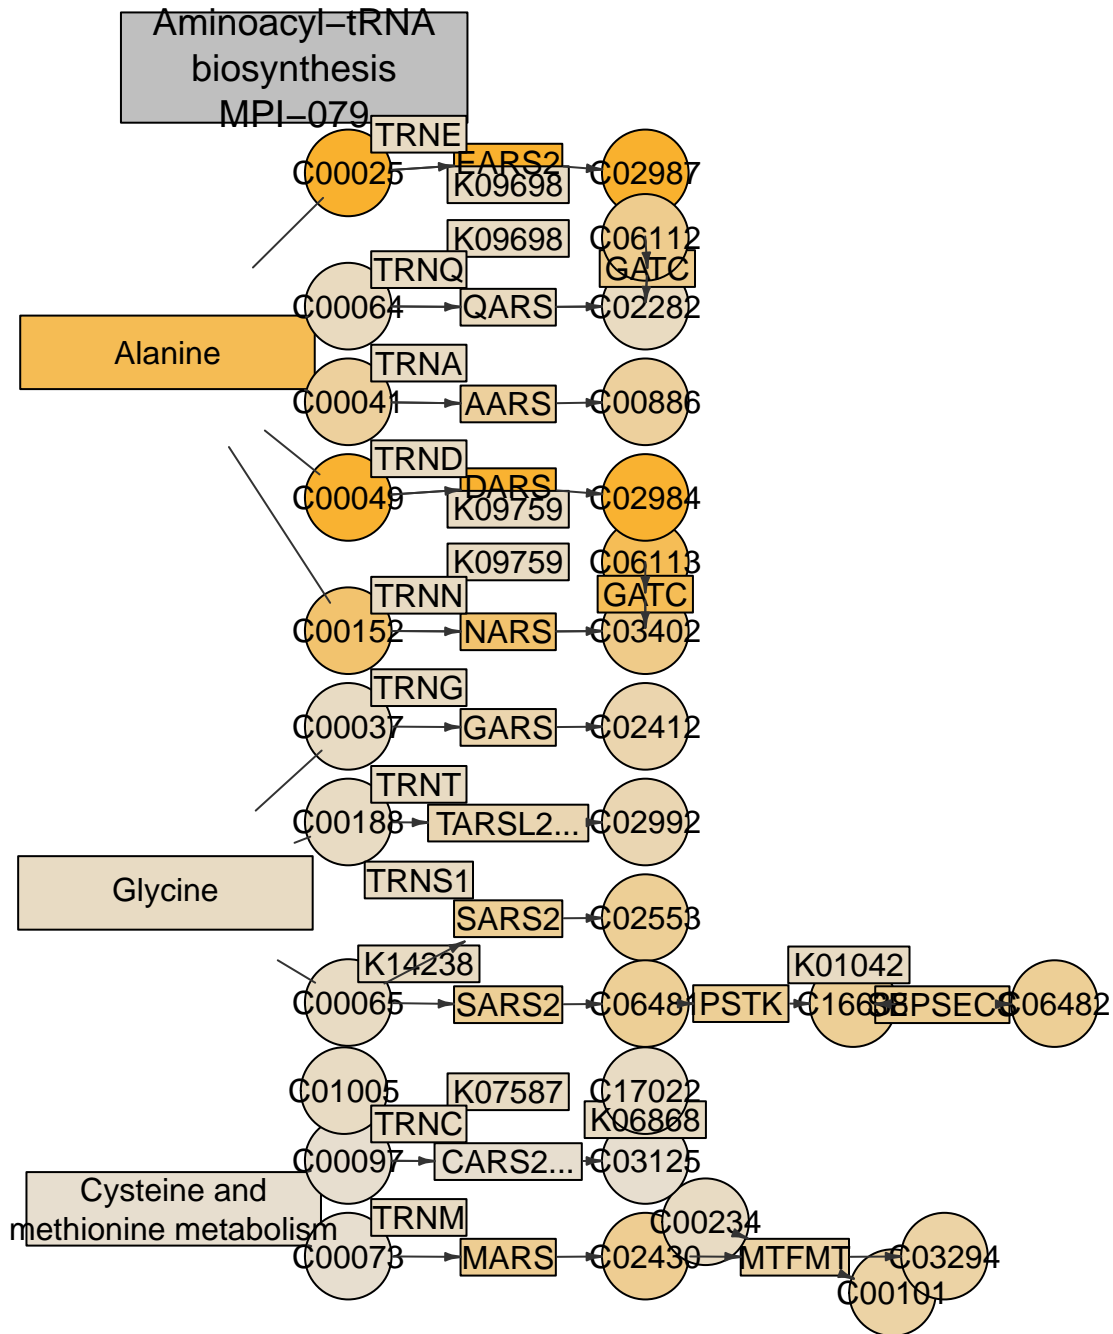 Aminoacyl−tRNA
biosynthesis
MPI−079
TRNE
C00025
EARS2
C02987
K09698
K09698
C06112
TRNQ
GATC
C00064
QARS
C02282
Alanine
TRNA
C00041
AARS
C00886
TRND
C00049
DARS
C02984
K09759
K09759
C06113
TRNN
GATC
C00152
NARS
C03402
TRNG
C00037
GARS
C02412
TRNT
C00188
TARSL2...
C02992
Glycine
TRNS1
SARS2
C02553
K14238
K01042
C00065
SARS2
C06481
PSTK
SEPSECS
C06482
C01005
K07587
C17022
TRNC
K06868
C00097
CARS2...
C03125
Cysteine and
methionine metabolism
TRNM
C00234
C00073
MARS
C02430
MTFMT
C03294
C00101